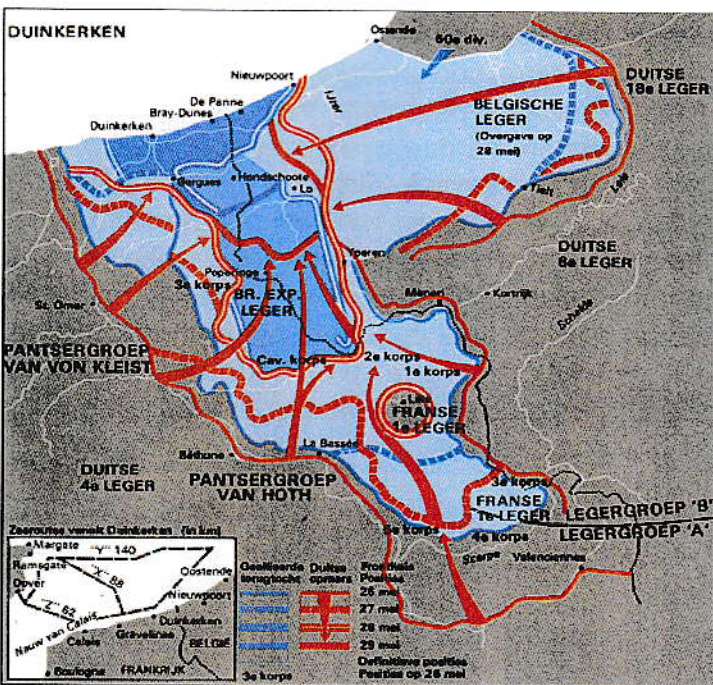 DUINKERKEN
Ostende
60e div.
Nieuwpoort
De Panne
Bray-Dunes
Duinkerken
IJzer
BELGISCHE
LEGER
(Overgave op
28 mei)
DUITSE
18e LEGER
Bergues
Hondschoote
Lo
Tielt
Leie
Yperen
DUITSE
6e LEGER
Poperinge
3e korps
BR. EXP.
LEGER
Menen
Kortrijk
Schelde
St. Omer
PANTSERGROEP
VAN VON KLEIST
Cav. korps
2e korps
1e korps
FRANSE
1e LEGER
La Bassée
Béthune
DUITSE
4e LEGER
PANTSERGROEP
VAN HOTH
3e korps
FRANSE
1e LEGER
LEGERGROEP 'B'
LEGERGROEP 'A'
5e korps
4e korps
Scarpe
Valenciennes
Zeeroutse vanuit Duinkerken (in km)
Margate
"Y" 140
Ramsgate
"X" 88
Dover
"Z" 62
Oostende
Nieuwpoort
Nauw van Calais
Calais
Gravelines
Duinkerken
BELGIË
Boulogne
FRANKRIJK
Geallieerde
terugtocht
Duitse
opmars
Posities
26 mei
27 mei
28 mei
29 mei
Definitieve posities
3e korps
Posities op 26 mei